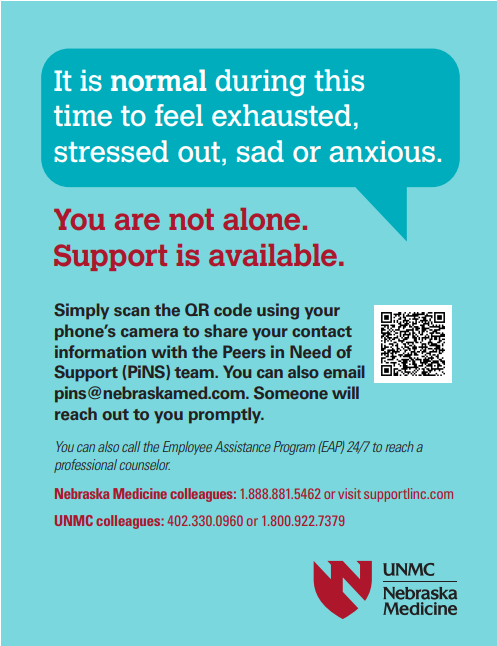 It is normal during this
time to feel exhausted,
stressed out, sad or anxious.
You are not alone.
Support is available.
Simply scan the QR code using your
phone’s camera to share your contact
information with the Peers in Need of
Support (PiNS) team. You can also email
pins@nebraskamed.com. Someone will
reach out to you promptly.
You can also call the Employee Assistance Program (EAP) 24/7 to reach a
professional counselor.
Nebraska Medicine colleagues: 1.888.881.5462 or visit supportlinc.com
UNMC colleagues: 402.330.0960 or 1.800.922.7379
UNMC
Nebraska
Medicine